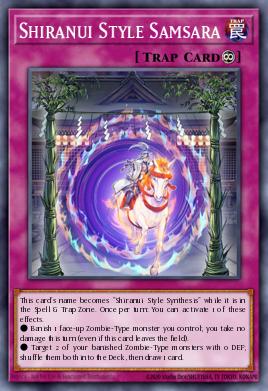 Shiranui Style Samsara
TRAP
罠
[Trap Card
This card's name becomes "Shiranui Style Synthesis" while it is in
the Spell & Trap Zone. Once per turn: You can activate 1 of these
effects.
● Banish 1 face-up Zombie-Type monster you control; you take no
damage this turn (even if this card leaves the field).
● Target 2 of your banished Zombie-Type monsters with 0 DEF;
shuffle them both into the Deck, then draw 1 card.